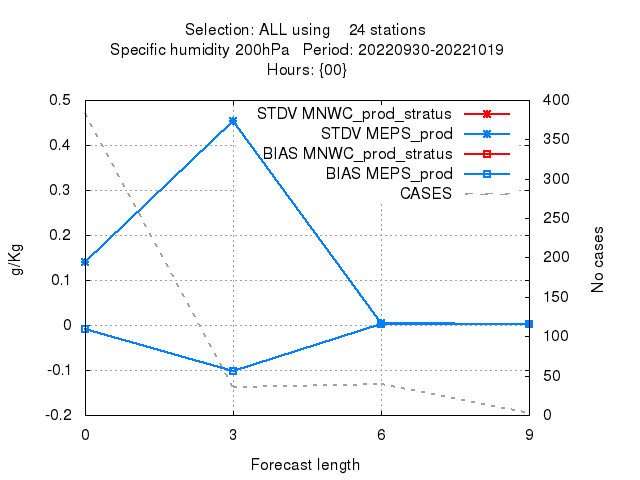 Selection: ALL using    24 stations
Specific humidity 200hPa   Period: 20220930-20221019
Hours: {00}
STDV MNWC_prod_stratus
STDV MEPS_prod
BIAS MNWC_prod_stratus
BIAS MEPS_prod
CASES
0.5
0.4
0.3
0.2
0.1
0
-0.1
-0.2
g/Kg
400
350
300
250
200
150
100
50
0
No cases
0 3 6 9
Forecast length